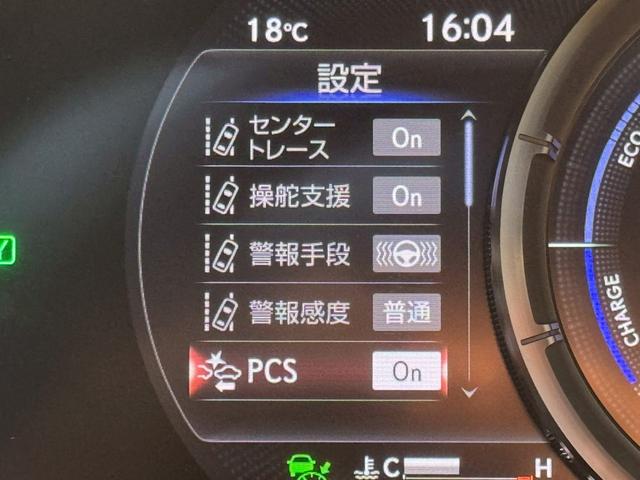 18℃
16:04
設定
センター
トレース
On
操舵支援
On
警報手段
警報感度
普通
PCS
On
ECO
CHARGE
C
H